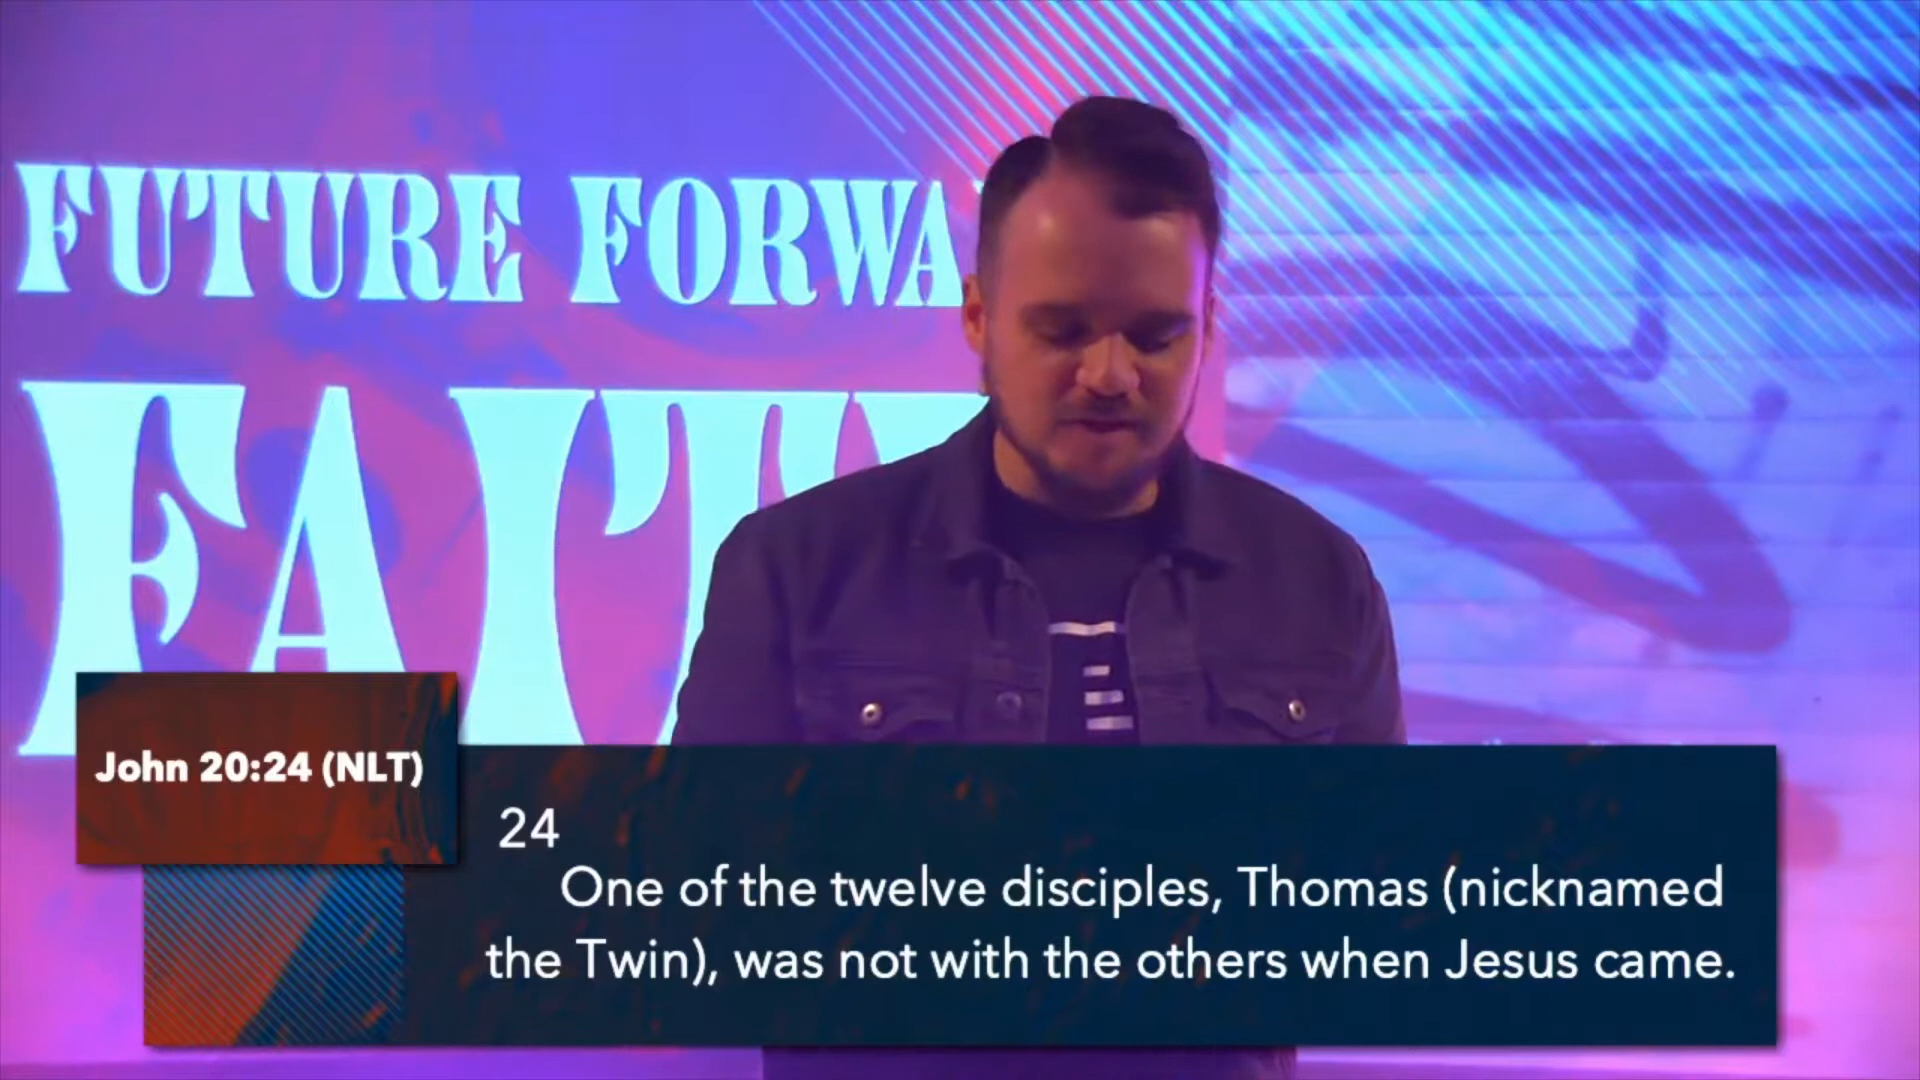 FUTURE FORWA
FAIT
John 20:24 (NLT)
24
One of the twelve disciples, Thomas (nicknamed
the Twin), was not with the others when Jesus came.